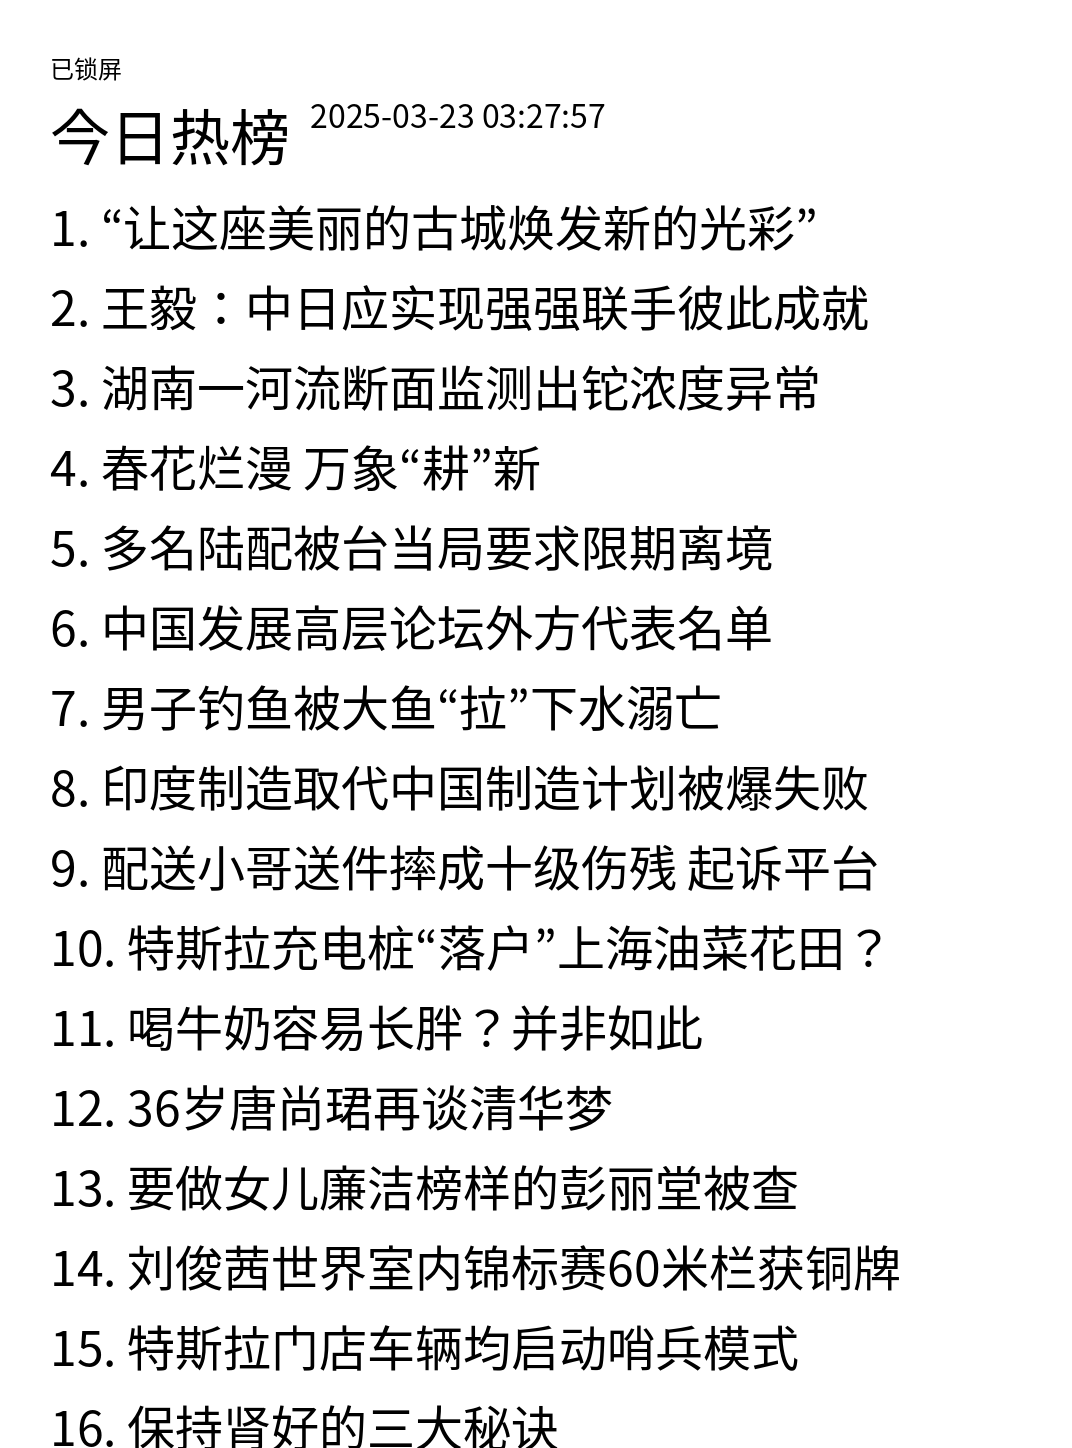 已锁屏
今日热榜 2025-03-23 03:27:57
1. “让这座美丽的古城焕发新的光彩”
2. 王毅：中日应实现强强联手彼此成就
3. 湖南一河流断面监测出铊浓度异常
4. 春花烂漫 万象“耕”新
5. 多名陆配被台当局要求限期离境
6. 中国发展高层论坛外方代表名单
7. 男子钓鱼被大鱼“拉”下水溺亡
8. 印度制造取代中国制造计划被爆失败
9. 配送小哥送件摔成十级伤残 起诉平台
10. 特斯拉充电桩“落户”上海油菜花田？
11. 喝牛奶容易长胖？并非如此
12. 36岁唐尚珺再谈清华梦
13. 要做女儿廉洁榜样的彭丽堂被查
14. 刘俊茜世界室内锦标赛60米栏获铜牌
15. 特斯拉门店车辆均启动哨兵模式
16. 保持肾好的三大秘诀